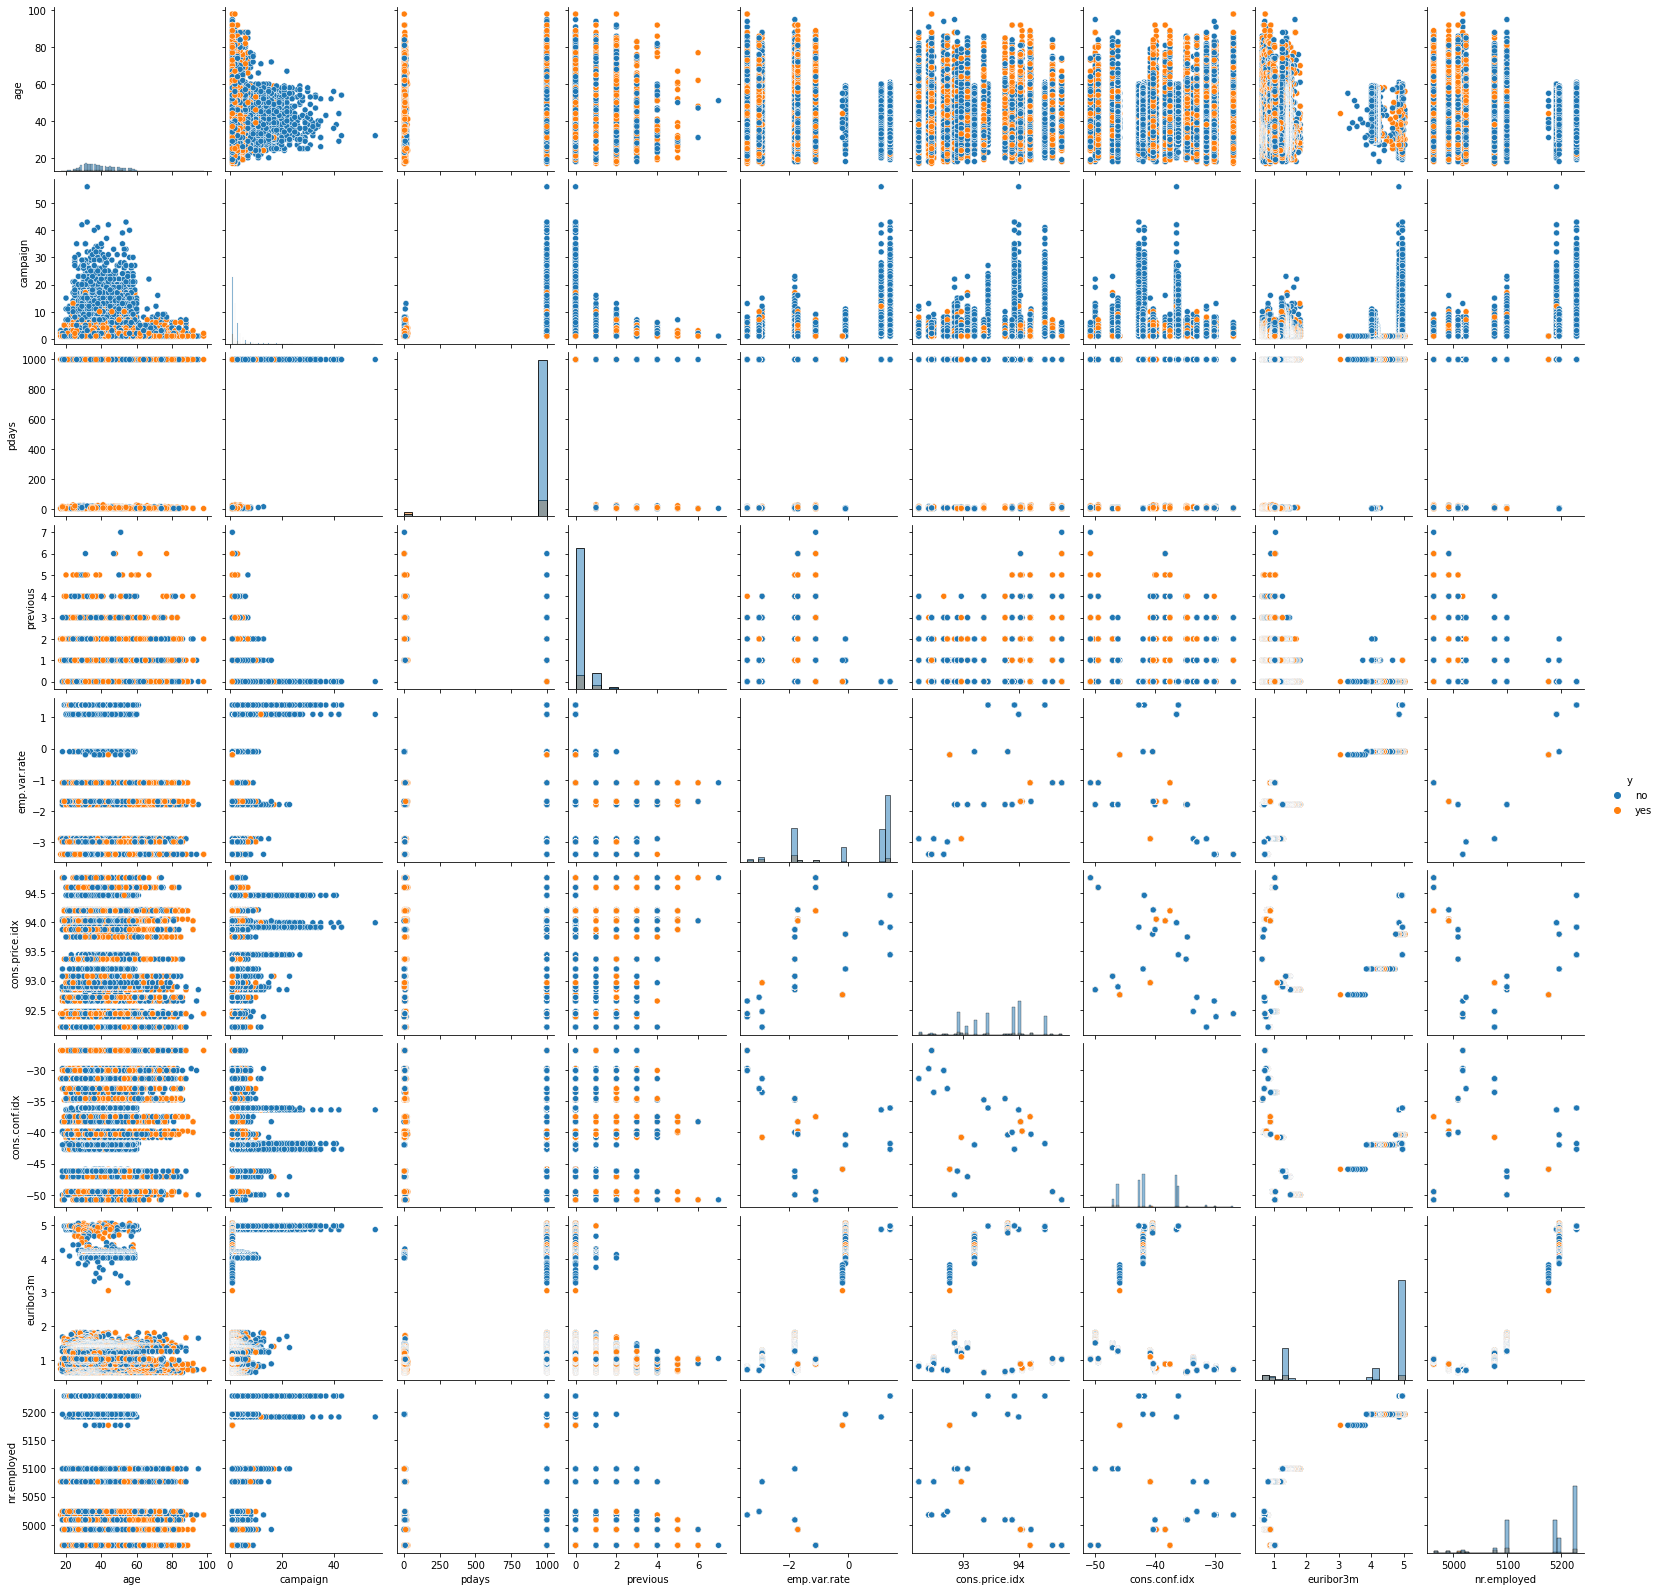 100
80
60
40
20
age
50
40
30
20
10
0
campaign
1000
800
600
400
200
0
pdays
7
6
5
4
3
2
1
0
previous
1
0
−1
−2
−3
emp.var.rate
94.5
94.0
93.5
93.0
92.5
cons.price.idx
−30
−35
−40
−45
−50
cons.conf.idx
5
4
3
2
1
euribor3m
5200
5150
5100
5050
5000
nr.employed
20 40 60 80 100
age
0 20 40
campaign
0 250 500 750 1000
pdays
0 2 4 6
previous
−2 0
emp.var.rate
93 94
cons.price.idx
−50 −40 −30
cons.conf.idx
1 2 3 4 5
euribor3m
5000 5100 5200
nr.employed
y
no
yes